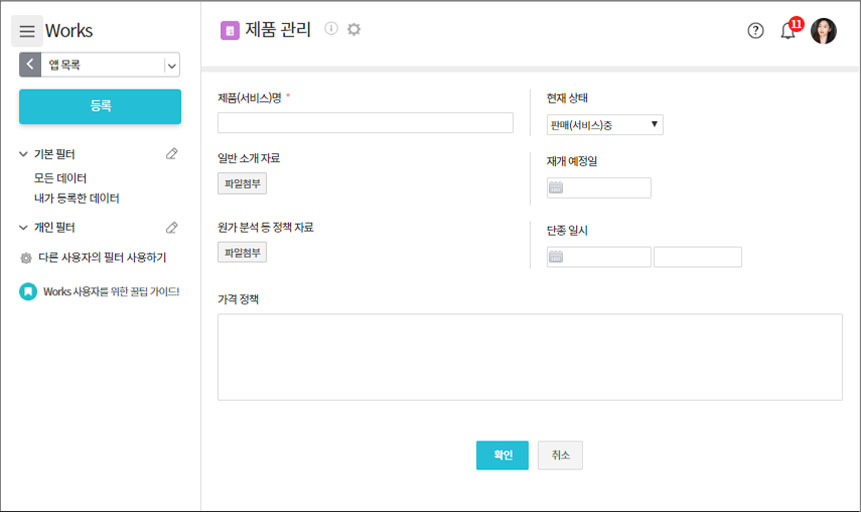 Works
제품 관리
11
앱 목록
등록
기본 필터
모든 데이터
내가 등록한 데이터
개인 필터
다른 사용자의 필터 사용하기
Works 사용자를 위한 꿀팁 가이드!
제품(서비스)명 *
현재 상태
판매(서비스)중
일반 소개 자료
파일첨부
재개 예정일
원가 분석 등 정책 자료
파일첨부
단종 일시
가격 정책
확인
취소